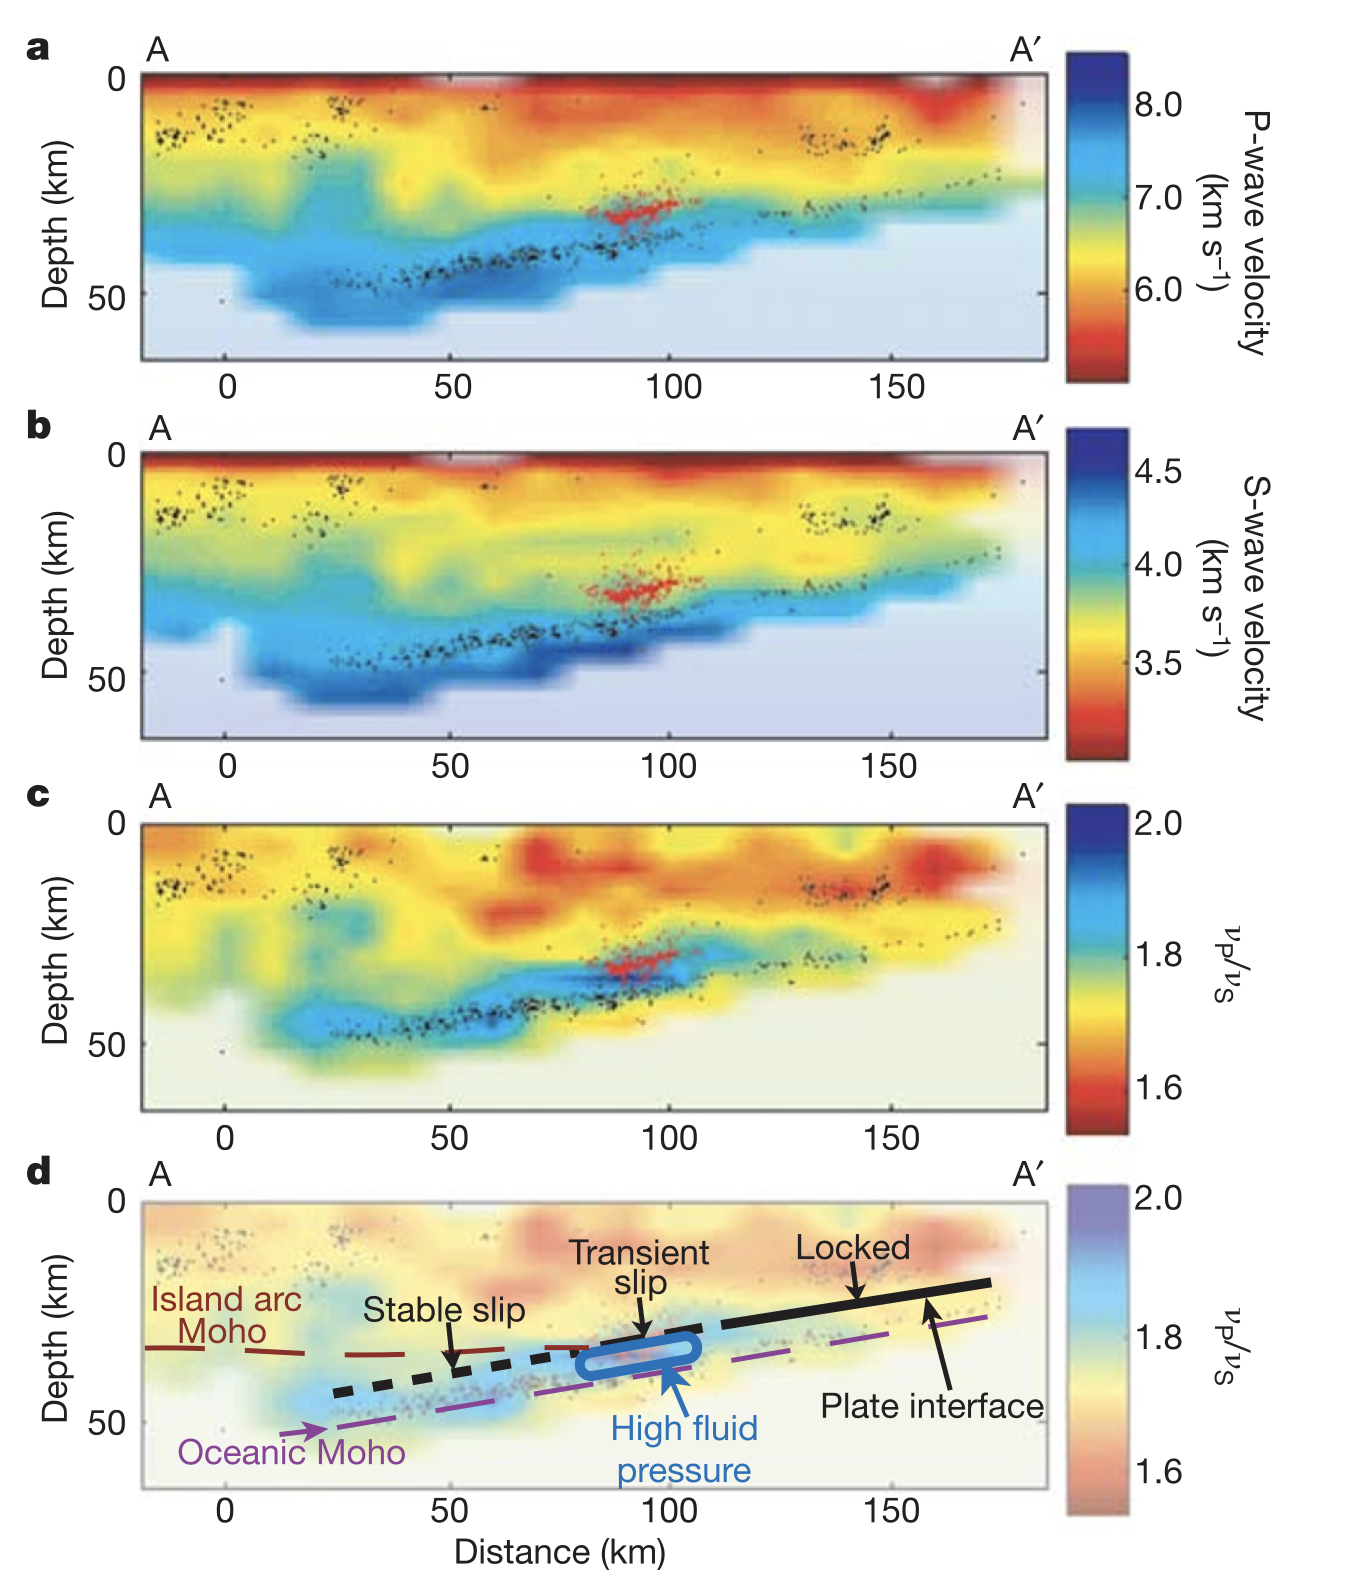 a
A
A′
0
50
Depth (km)
0
50
100
150
8.0
7.0
6.0
P-wave velocity
(km s⁻¹)
b
A
A′
0
50
Depth (km)
0
50
100
150
4.5
4.0
3.5
S-wave velocity
(km s⁻¹)
c
A
A′
0
50
Depth (km)
0
50
100
150
2.0
1.8
1.6
νP/νS
d
A
A′
0
50
Depth (km)
Transient
slip
Locked
Island arc
Moho
Stable slip
Plate interface
High fluid
pressure
Oceanic Moho
0
50
100
150
Distance (km)
2.0
1.8
1.6
νP/νS